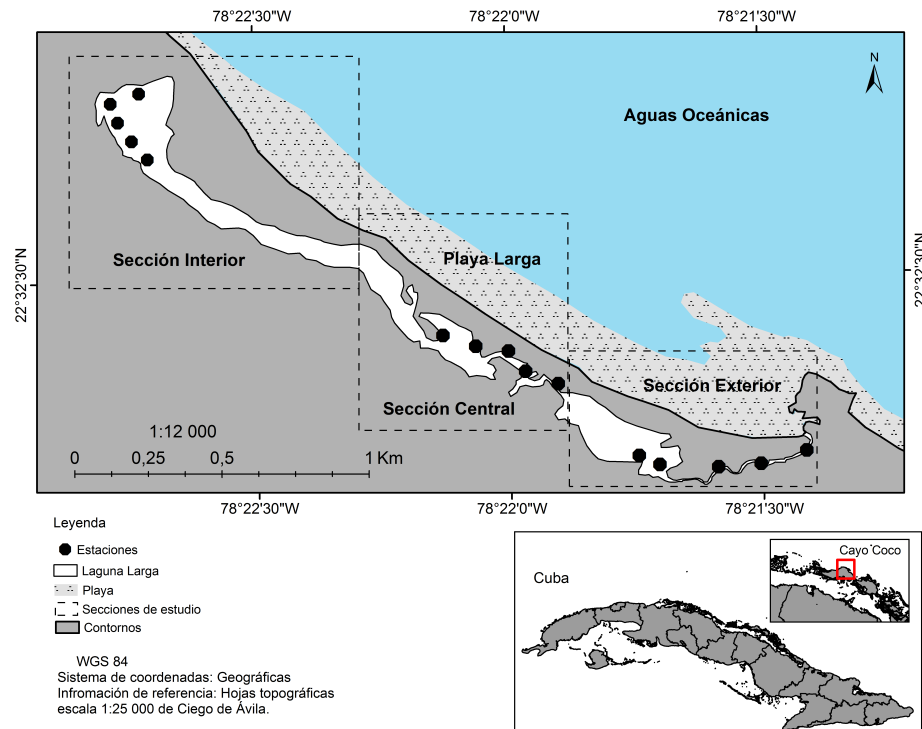 78°22'30"W
78°22'0"W
78°21'30"W
N
Aguas Oceánicas
Sección Interior
Playa Larga
22°32'30"N
22°32'30"N
Sección Exterior
Sección Central
1:12 000
0 0,25 0,5 1 Km
78°22'30"W
78°22'0"W
78°21'30"W
Leyenda
Estaciones
Laguna Larga
Playa
Secciones de estudio
Contornos
WGS 84
Sistema de coordenadas: Geográficas
Infromación de referencia: Hojas topográficas
escala 1:25 000 de Ciego de Ávila.
Cuba
Cayo Coco